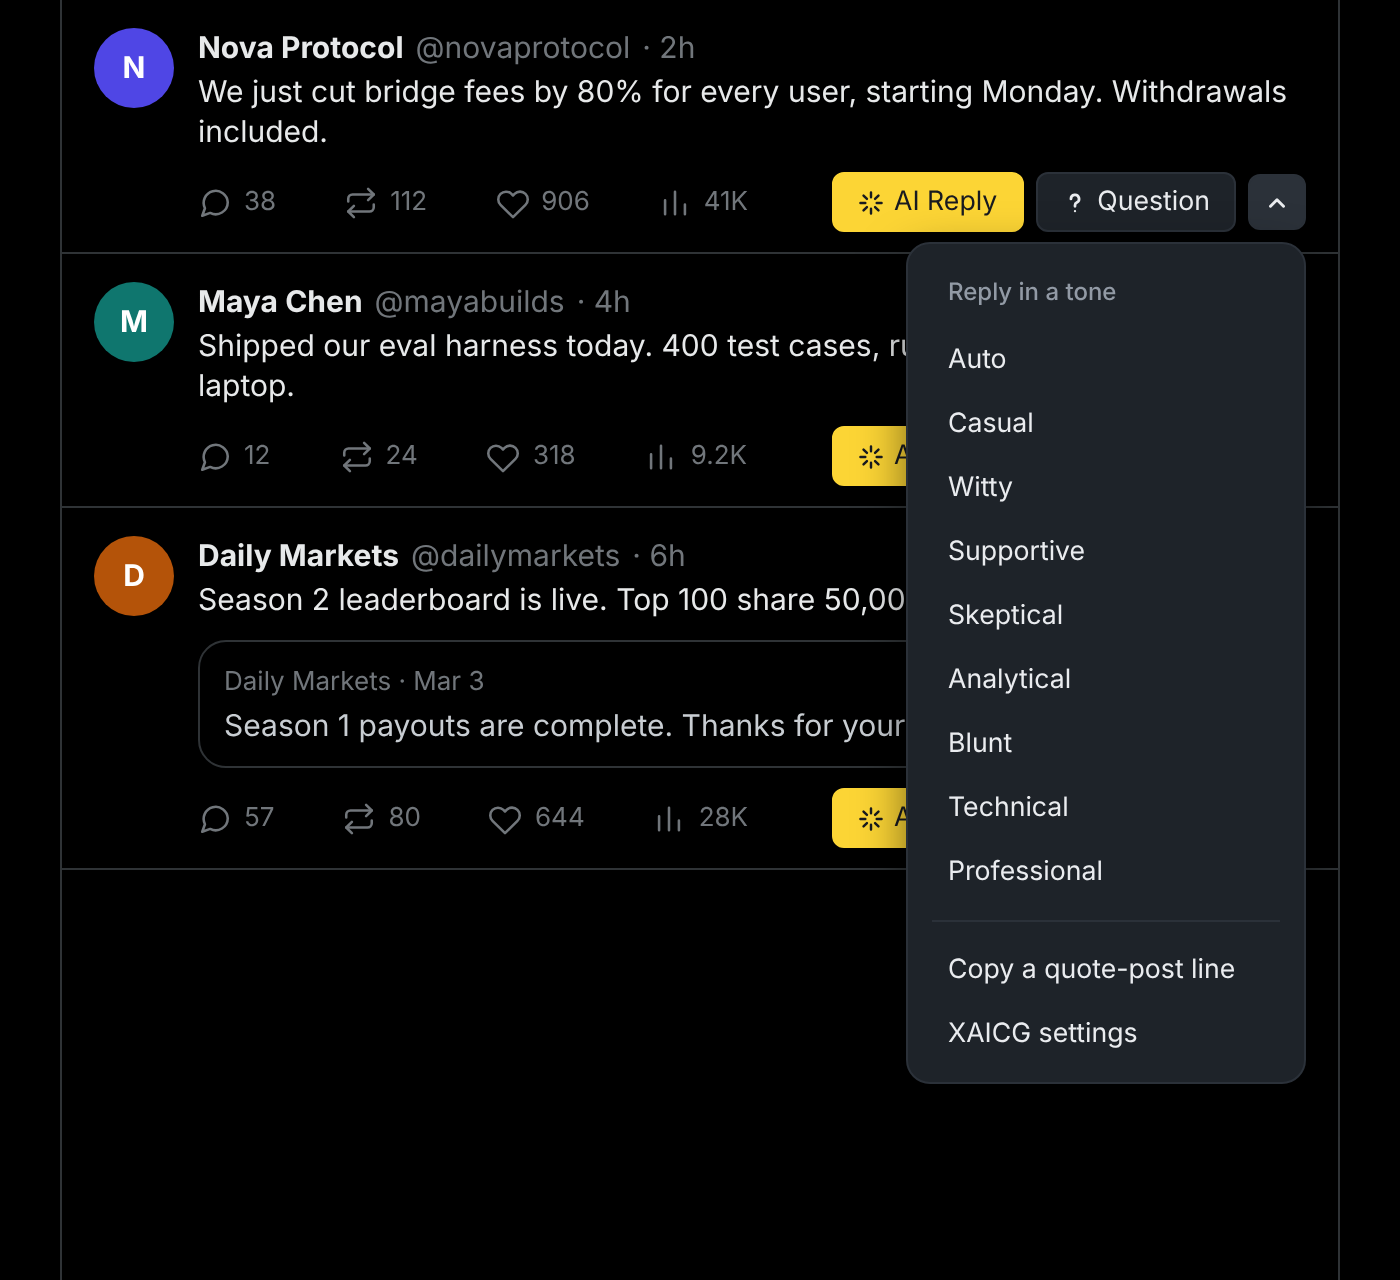 N
Nova Protocol @novaprotocol · 2h
We just cut bridge fees by 80% for every user, starting Monday. Withdrawals
included.
38 112 906 41K AI Reply ? Question
M
Maya Chen @mayabuilds · 4h
Shipped our eval harness today. 400 test cases,
laptop.
12 24 318 9.2K
D
Daily Markets @dailymarkets · 6h
Season 2 leaderboard is live. Top 100 share 50,00
Daily Markets · Mar 3
Season 1 payouts are complete. Thanks for your
57 80 644 28K
Reply in a tone
Auto
Casual
Witty
Supportive
Skeptical
Analytical
Blunt
Technical
Professional
Copy a quote-post line
XAICG settings